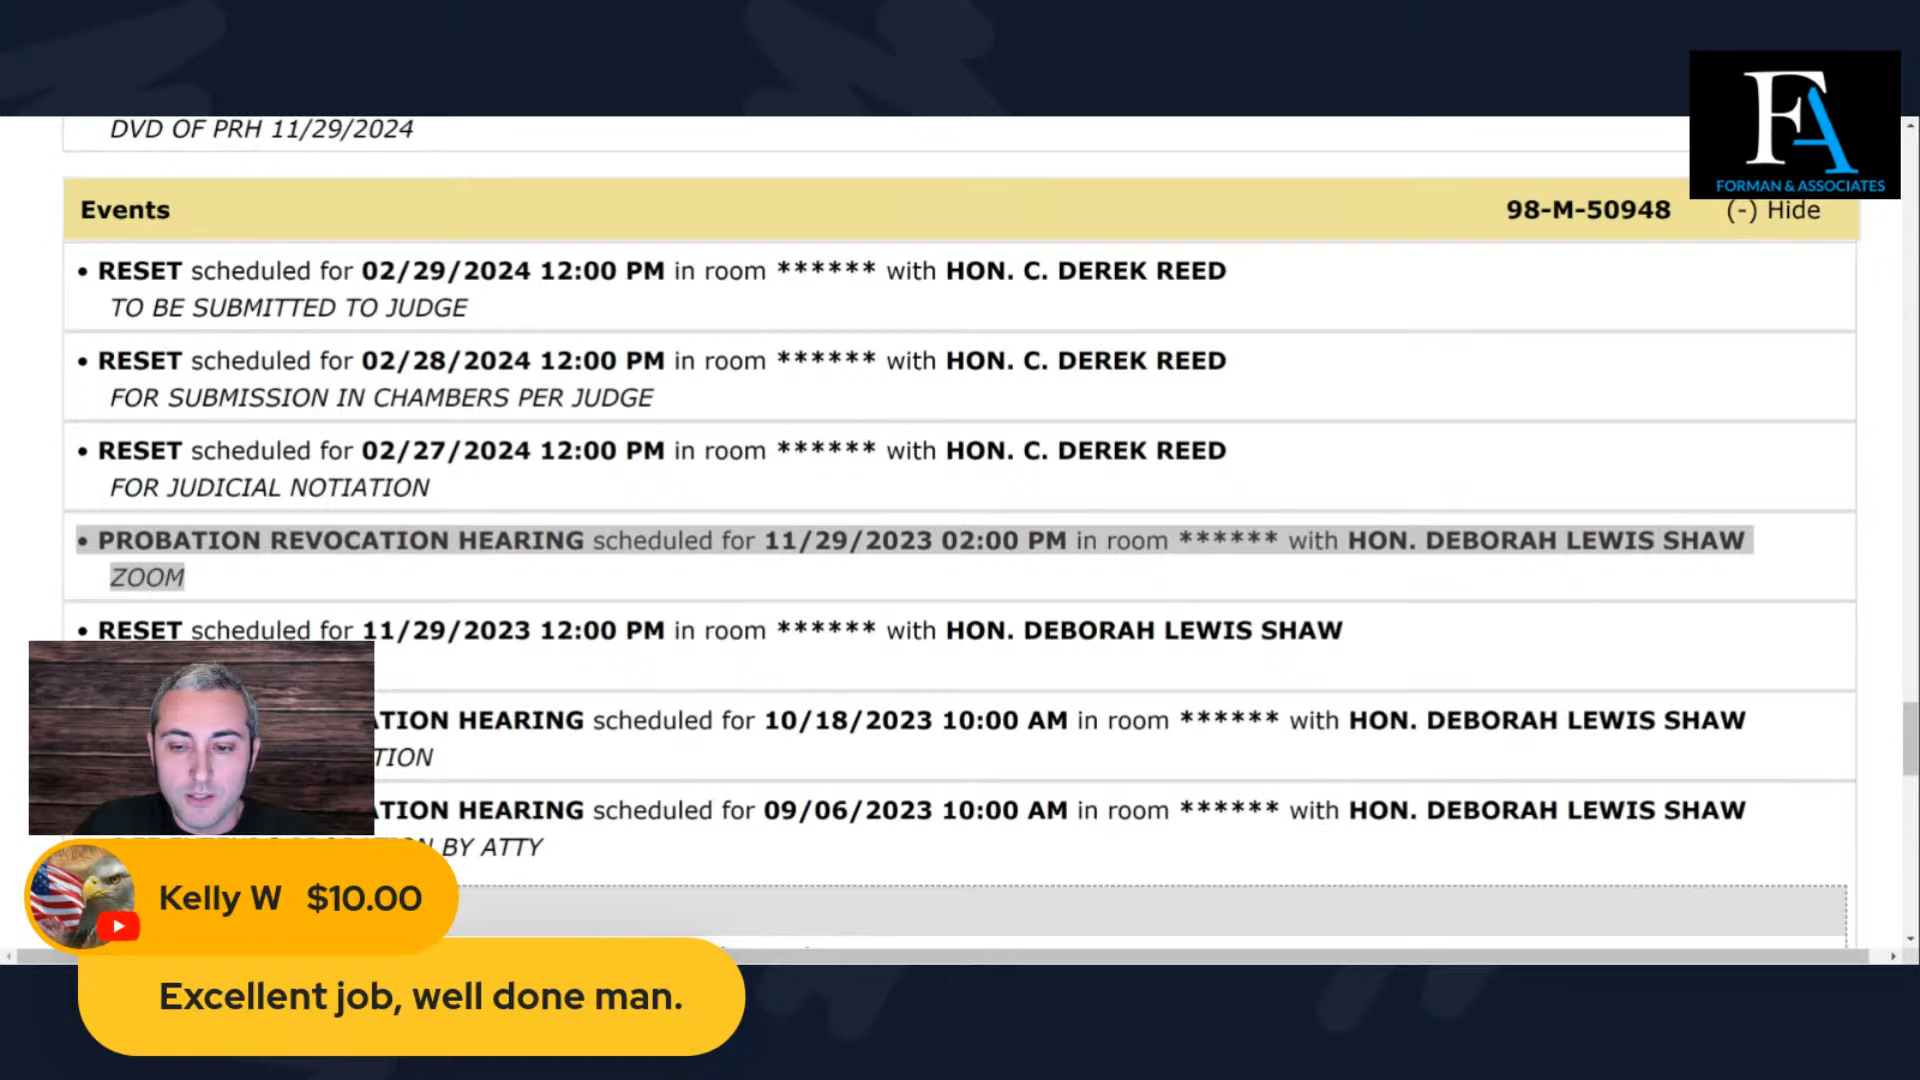 DVD OF PRH 11/29/2024
FA
FORMAN & ASSOCIATES
Events 98-M-50948 (-) Hide
• RESET scheduled for 02/29/2024 12:00 PM in room ****** with HON. C. DEREK REED
TO BE SUBMITTED TO JUDGE
• RESET scheduled for 02/28/2024 12:00 PM in room ****** with HON. C. DEREK REED
FOR SUBMISSION IN CHAMBERS PER JUDGE
• RESET scheduled for 02/27/2024 12:00 PM in room ****** with HON. C. DEREK REED
FOR JUDICIAL NOTIATION
• PROBATION REVOCATION HEARING scheduled for 11/29/2023 02:00 PM in room ****** with HON. DEBORAH LEWIS SHAW
ZOOM
• RESET scheduled for 11/29/2023 12:00 PM in room ****** with HON. DEBORAH LEWIS SHAW
ATION HEARING scheduled for 10/18/2023 10:00 AM in room ****** with HON. DEBORAH LEWIS SHAW
TION
ATION HEARING scheduled for 09/06/2023 10:00 AM in room ****** with HON. DEBORAH LEWIS SHAW
N BY ATTY
Kelly W $10.00
Excellent job, well done man.